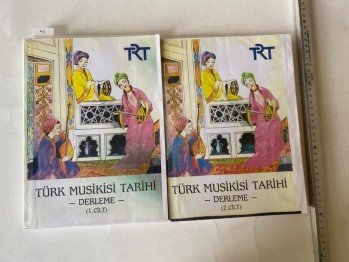 TRT
TÜRK MUSİKİSİ TARİHİ
— DERLEME —
(1.CİLT)
TRT
TÜRK MUSİKİSİ TARİHİ
— DERLEME —
(2.CİLT)